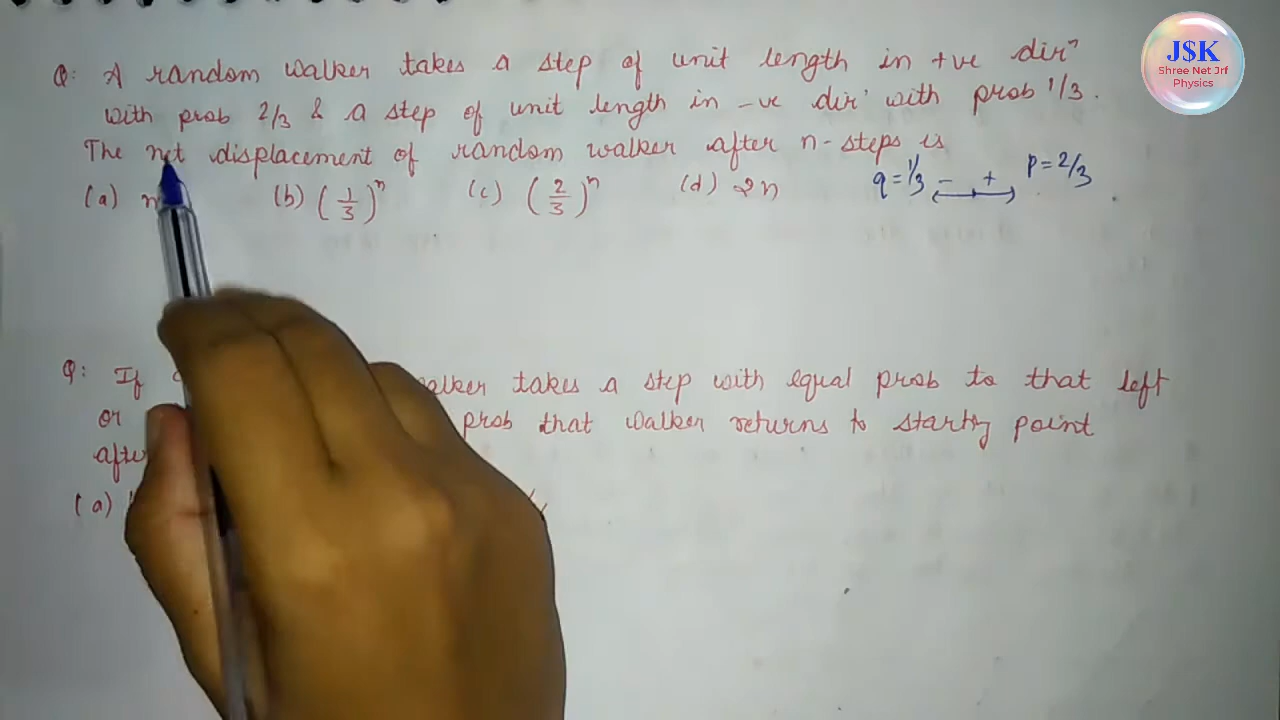 Q: A random walker takes a step of unit length in +ve dirⁿ
with prob 2/3 & a step of unit length in -ve dirⁿ with prob 1/3.
The net displacement of random walker after n-steps is
(a) n (b) (1/3)ⁿ (c) (2/3)ⁿ (d) 2n
q = 1/3 - + p = 2/3
Q: If walker takes a step with equal prob to that left
or prob that walker returns to starting point
after
(a)
J$K
Shree Net Jrf
Physics